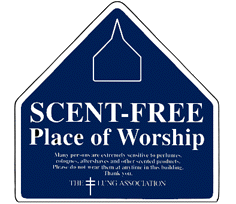 SCENT-FREE
Place of Worship
Many persons are extremely sensitive to perfumes,
colognes, aftershaves and other scented products.
Please do not wear them at anytime in this building.
Thank you.
THE LUNG ASSOCIATION